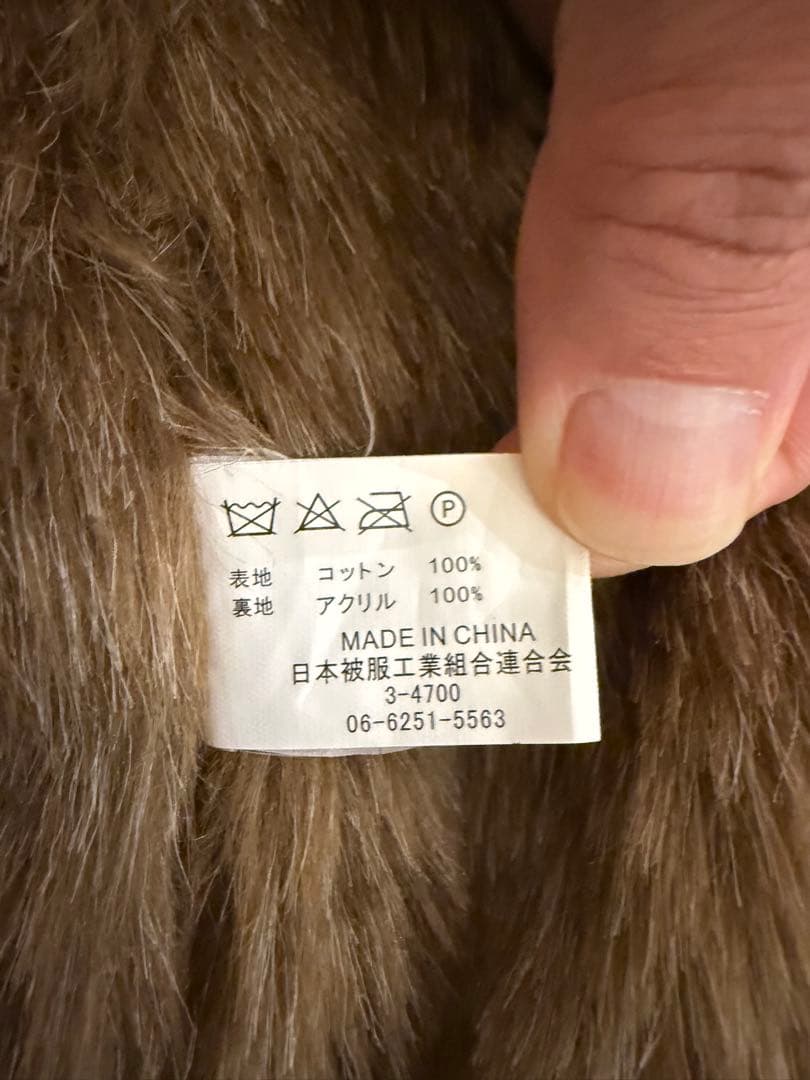 P
表地 コットン 100%
裏地 アクリル 100%
MADE IN CHINA
日本被服工業組合連合会
3-4700
06-6251-5563